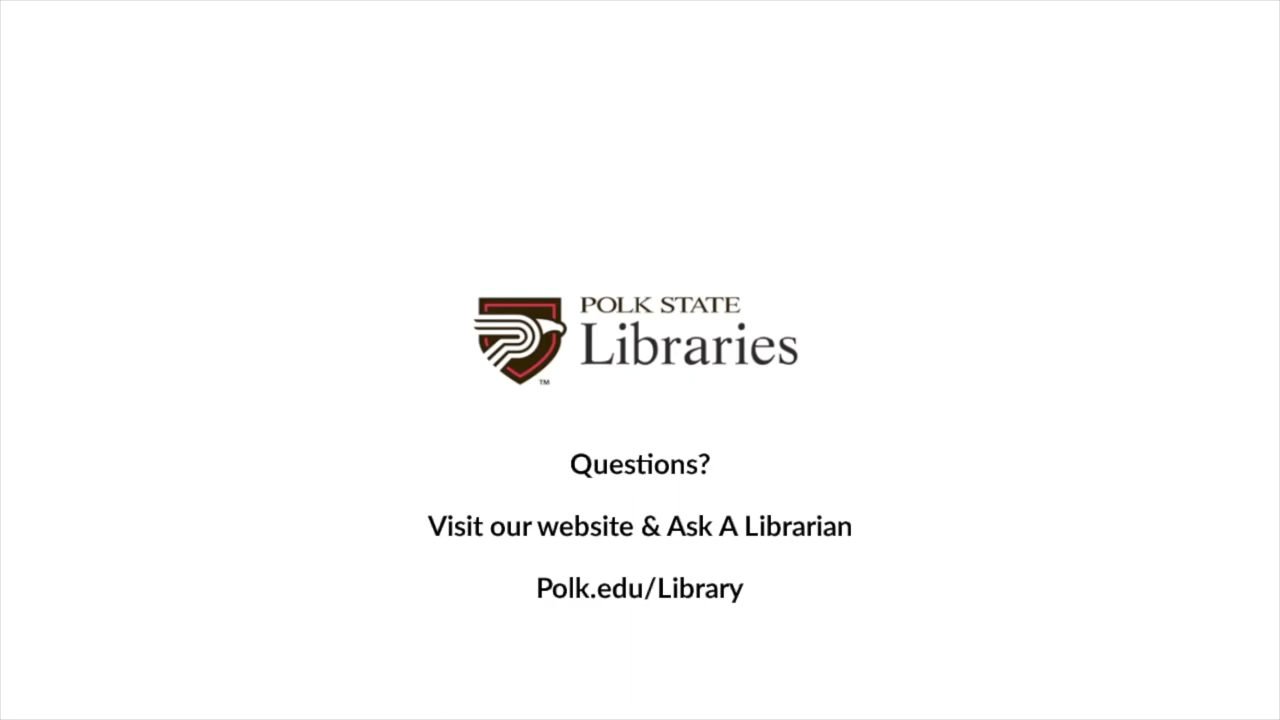 POLK STATE
Libraries
TM
Questions?
Visit our website & Ask A Librarian
Polk.edu/Library